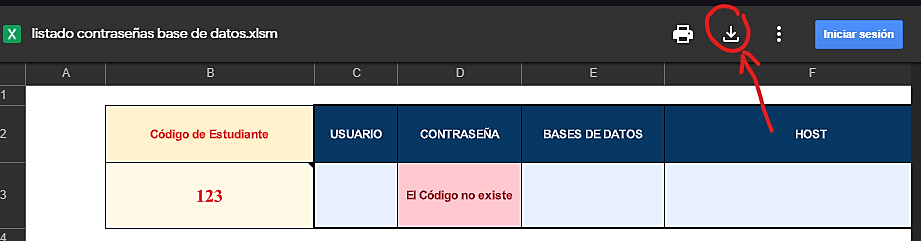 X
listado contraseñas base de datos.xlsm
Iniciar sesión
A B C D E F
1
2 Código de Estudiante USUARIO CONTRASEÑA BASES DE DATOS HOST
3 123 El Código no existe
4